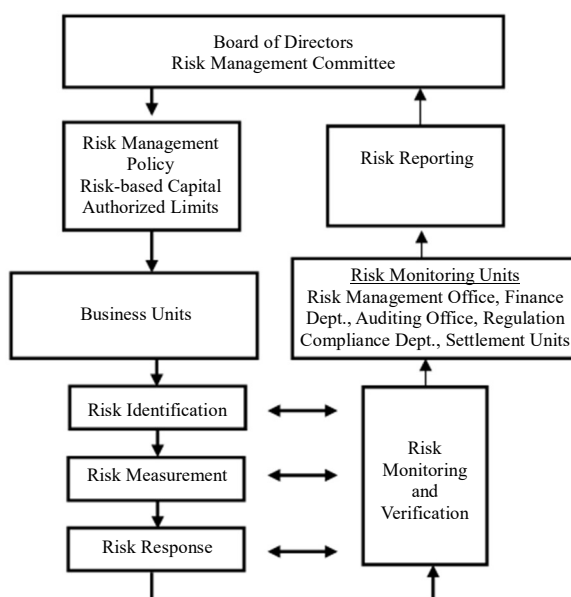 Board of Directors
Risk Management Committee
Risk Management
Policy
Risk-based Capital
Authorized Limits
Risk Reporting
Business Units
Risk Monitoring Units
Risk Management Office, Finance
Dept., Auditing Office, Regulation
Compliance Dept., Settlement Units
Risk Identification
Risk Measurement
Risk Response
Risk
Monitoring
and
Verification